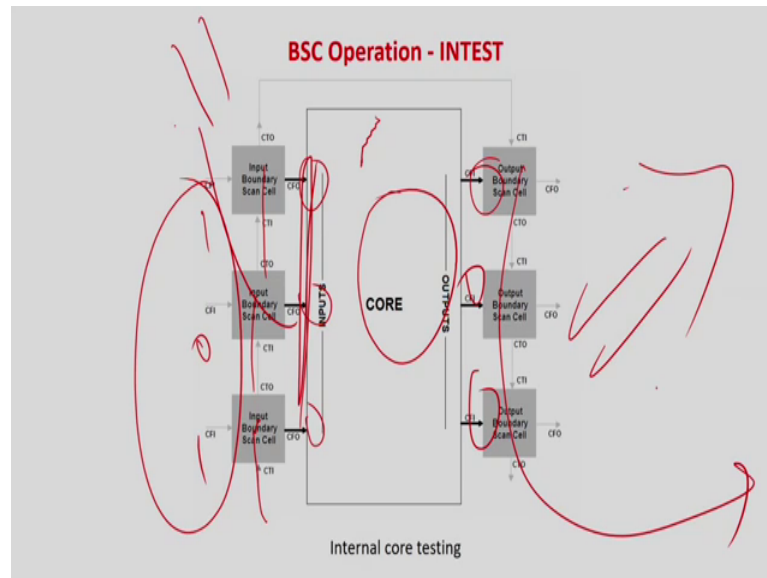 BSC Operation - INTEST
CTO
CTI
Input
Boundary
Scan Cell
CFI
CFO
CTI
CFI
Output
Boundary
Scan Cell
CFO
CTO
CTO
CTI
Input
Boundary
Scan Cell
CFI
CFO
CTI
INPUTS
CORE
OUTPUTS
CFI
Output
Boundary
Scan Cell
CFO
CTO
CTO
CTI
Input
Boundary
Scan Cell
CFI
CFO
CTI
CFI
Output
Boundary
Scan Cell
CFO
CTO
Internal core testing